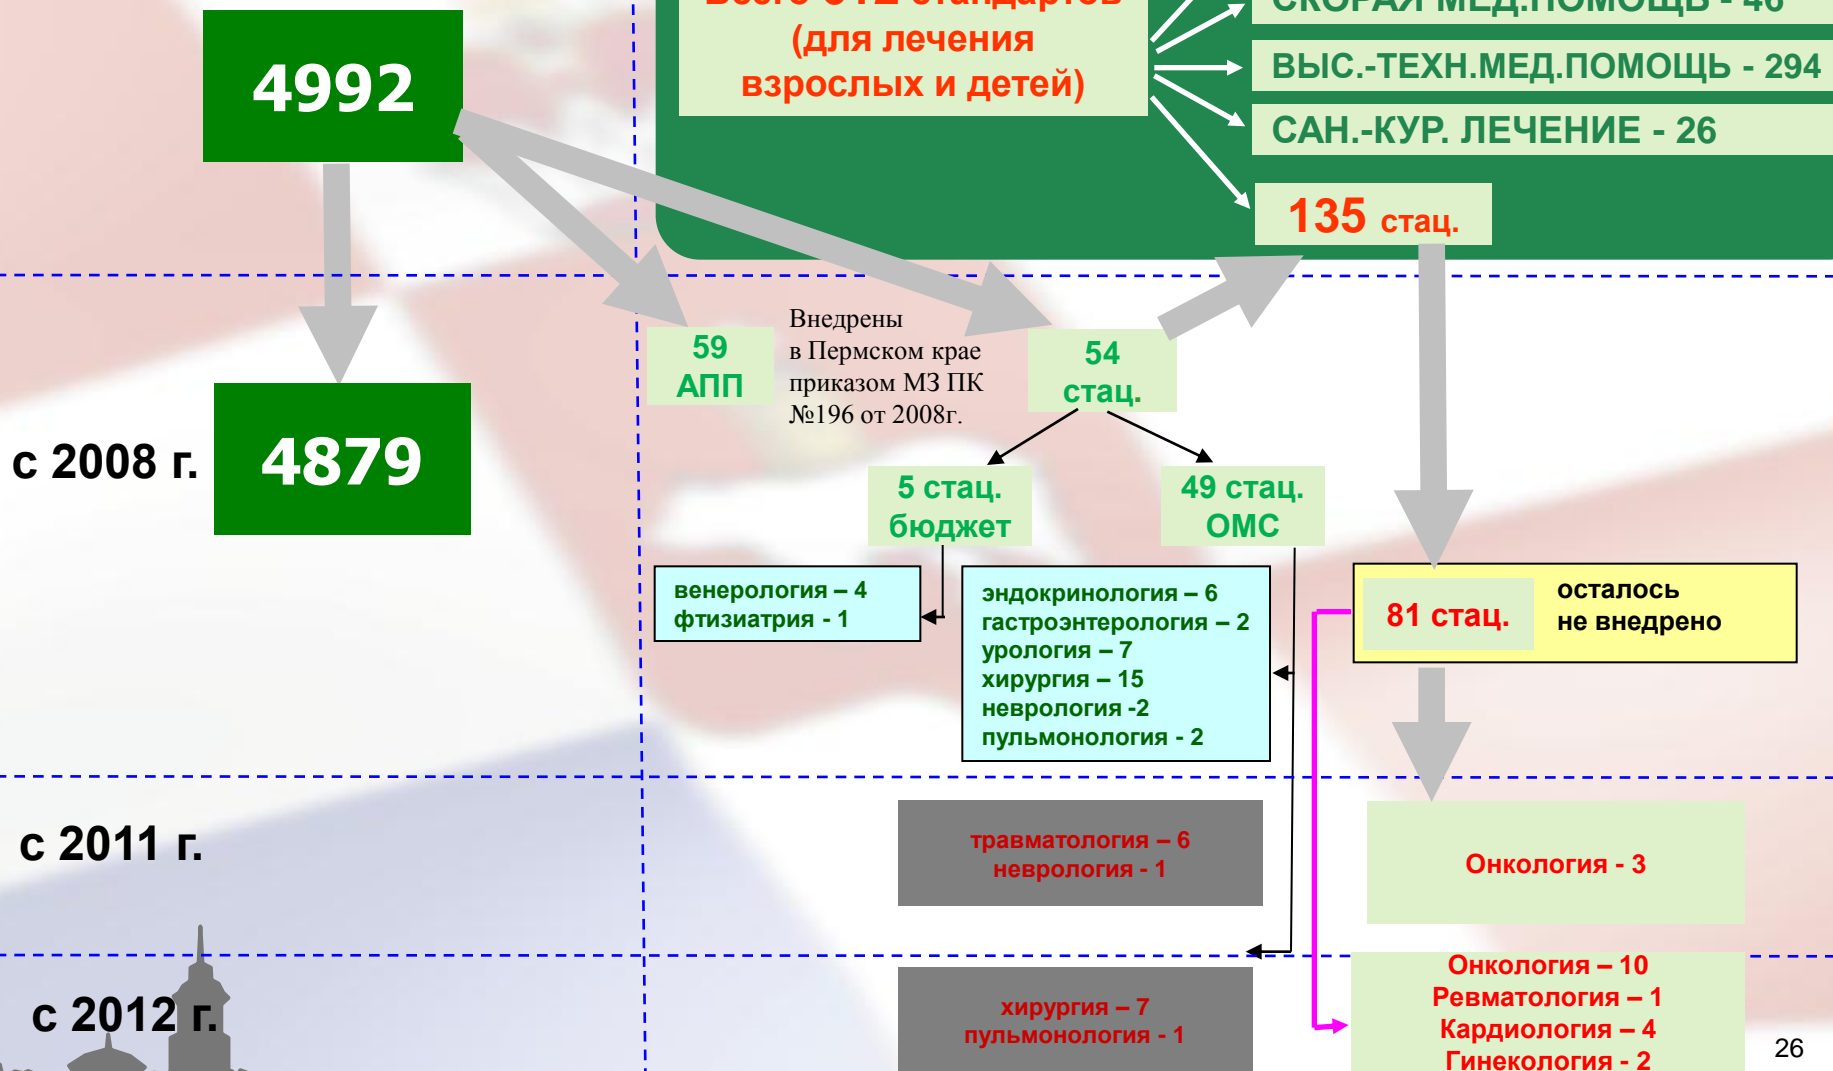 (для лечения
взрослых и детей)
СКОРАЯ МЕД.ПОМОЩЬ - 46
ВЫС.-ТЕХН.МЕД.ПОМОЩЬ - 294
САН.-КУР. ЛЕЧЕНИЕ - 26
135 стац.
4992
59
АПП
Внедрены
в Пермском крае
приказом МЗ ПК
№196 от 2008г.
54
стац.
с 2008 г.
4879
5 стац.
бюджет
49 стац.
ОМС
венерология – 4
фтизиатрия - 1
эндокринология – 6
гастроэнтерология – 2
урология – 7
хирургия – 15
неврология -2
пульмонология - 2
81 стац.
осталось
не внедрено
с 2011 г.
травматология – 6
неврология - 1
Онкология - 3
с 2012 г.
хирургия – 7
пульмонология - 1
Онкология – 10
Ревматология – 1
Кардиология – 4
Гинекология - 2
26